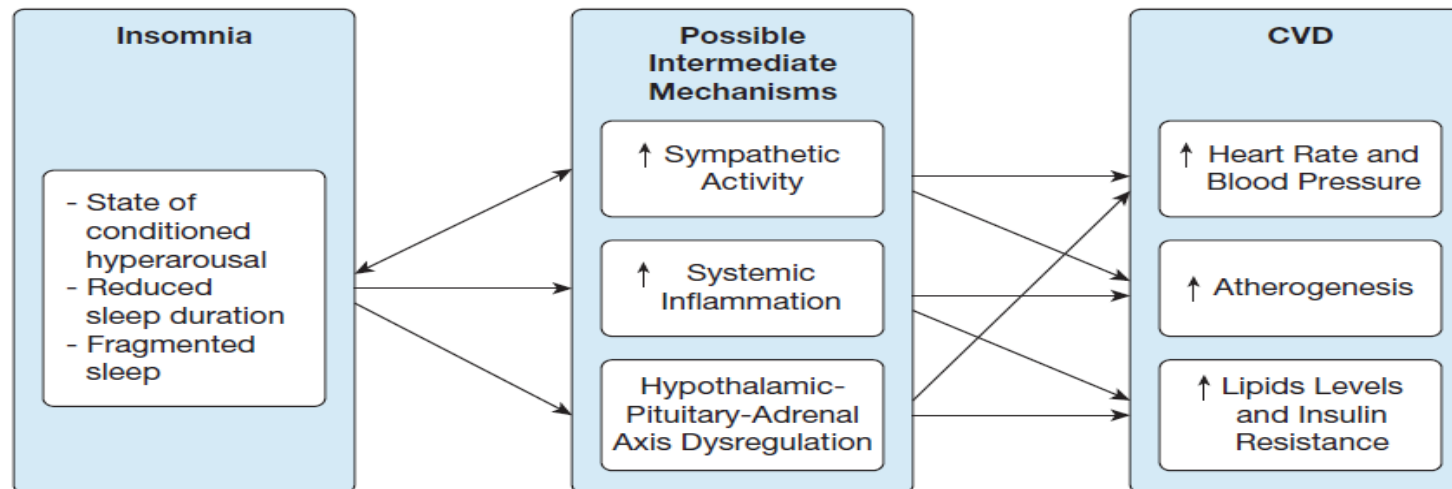 Insomnia
- State of
conditioned
hyperarousal
- Reduced
sleep duration
- Fragmented
sleep
Possible
Intermediate
Mechanisms
↑ Sympathetic
Activity
↑ Systemic
Inflammation
Hypothalamic-
Pituitary-Adrenal
Axis Dysregulation
CVD
↑ Heart Rate and
Blood Pressure
↑ Atherogenesis
↑ Lipids Levels
and Insulin
Resistance